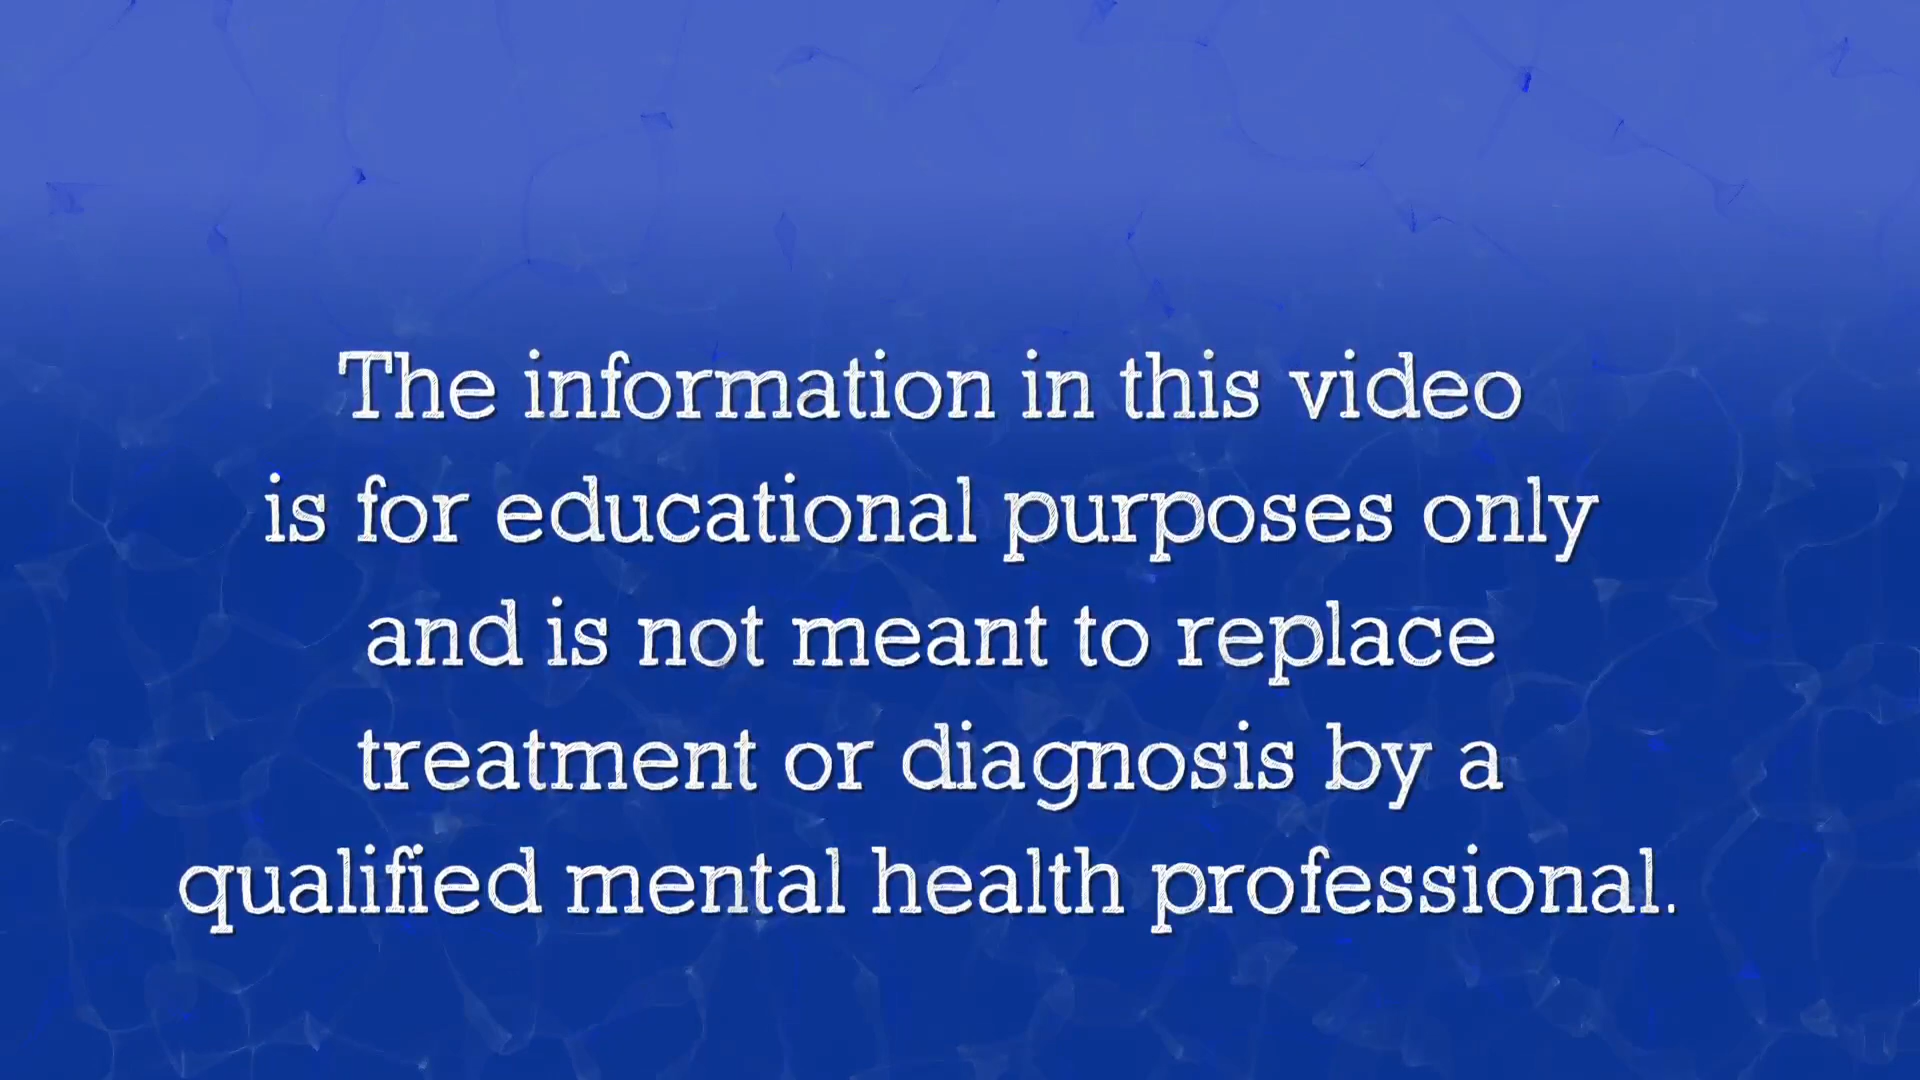 The information in this video
is for educational purposes only
and is not meant to replace
treatment or diagnosis by a
qualified mental health professional.